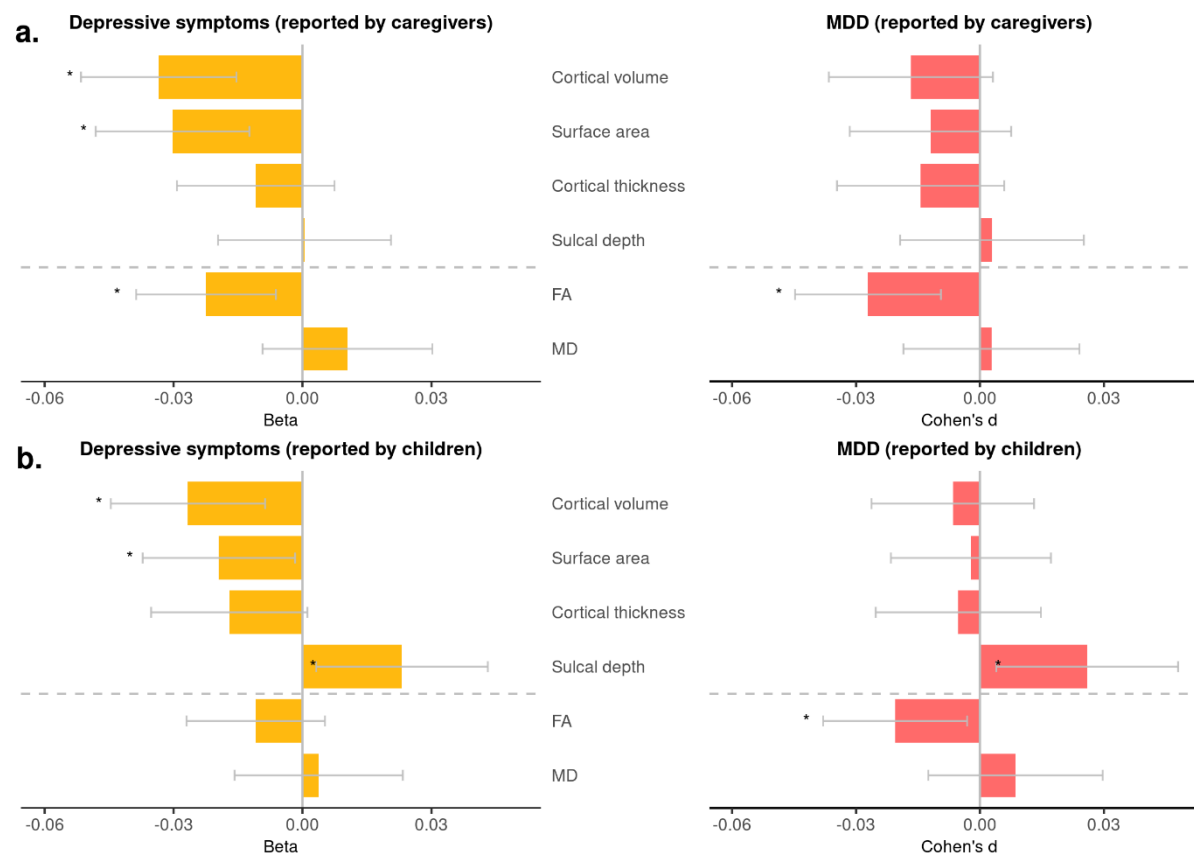 a.
Depressive symptoms (reported by caregivers)
MDD (reported by caregivers)
*
Cortical volume
*
Surface area
Cortical thickness
Sulcal depth
*
FA
*
MD
-0.06 -0.03 0.00 0.03
-0.06 -0.03 0.00 0.03
Beta
Cohen's d
b.
Depressive symptoms (reported by children)
MDD (reported by children)
*
Cortical volume
*
Surface area
Cortical thickness
*
Sulcal depth
*
FA
*
MD
-0.06 -0.03 0.00 0.03
-0.06 -0.03 0.00 0.03
Beta
Cohen's d